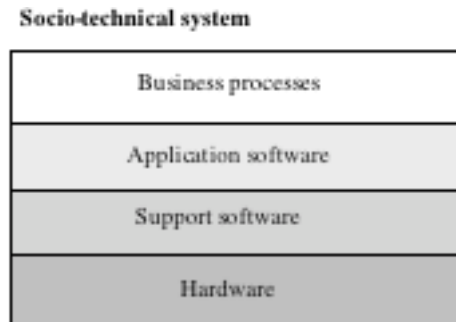 Socio-technical system
Business processes
Application software
Support software
Hardware